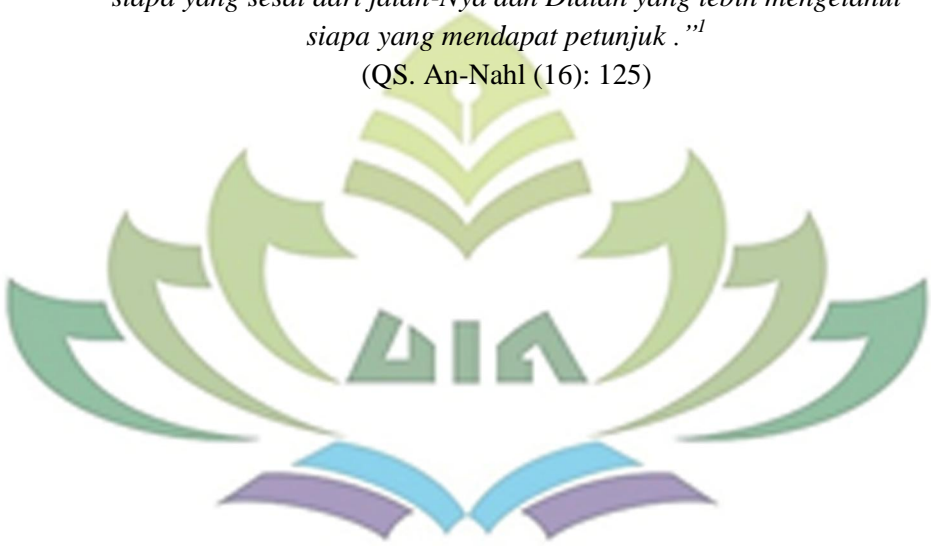 siapa yang sesat dari jalan-Nya dan Dialah yang lebih mengetahui
siapa yang mendapat petunjuk .”1
(QS. An-Nahl (16): 125)
UIN